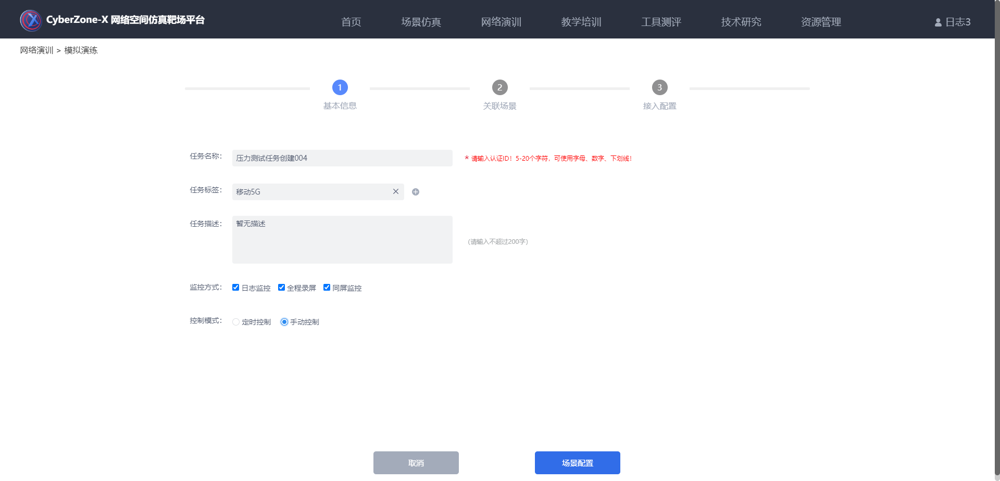 CyberZone-X 网络空间仿真靶场平台
首页 场景仿真 网络演训 教学培训 工具测评 技术研究 资源管理 日志3
网络演训 > 模拟演练
1 2 3
基本信息 关联场景 接入配置
任务名称： 压力测试任务创建004 * 请输入认证ID！5-20个字符，可使用字母、数字、下划线！
任务标签： 移动5G
任务描述： 暂无描述
（请输入不超过200字）
监控方式： 日志监控 全程录屏 同屏监控
控制模式： 定时控制 手动控制
取消 场景配置